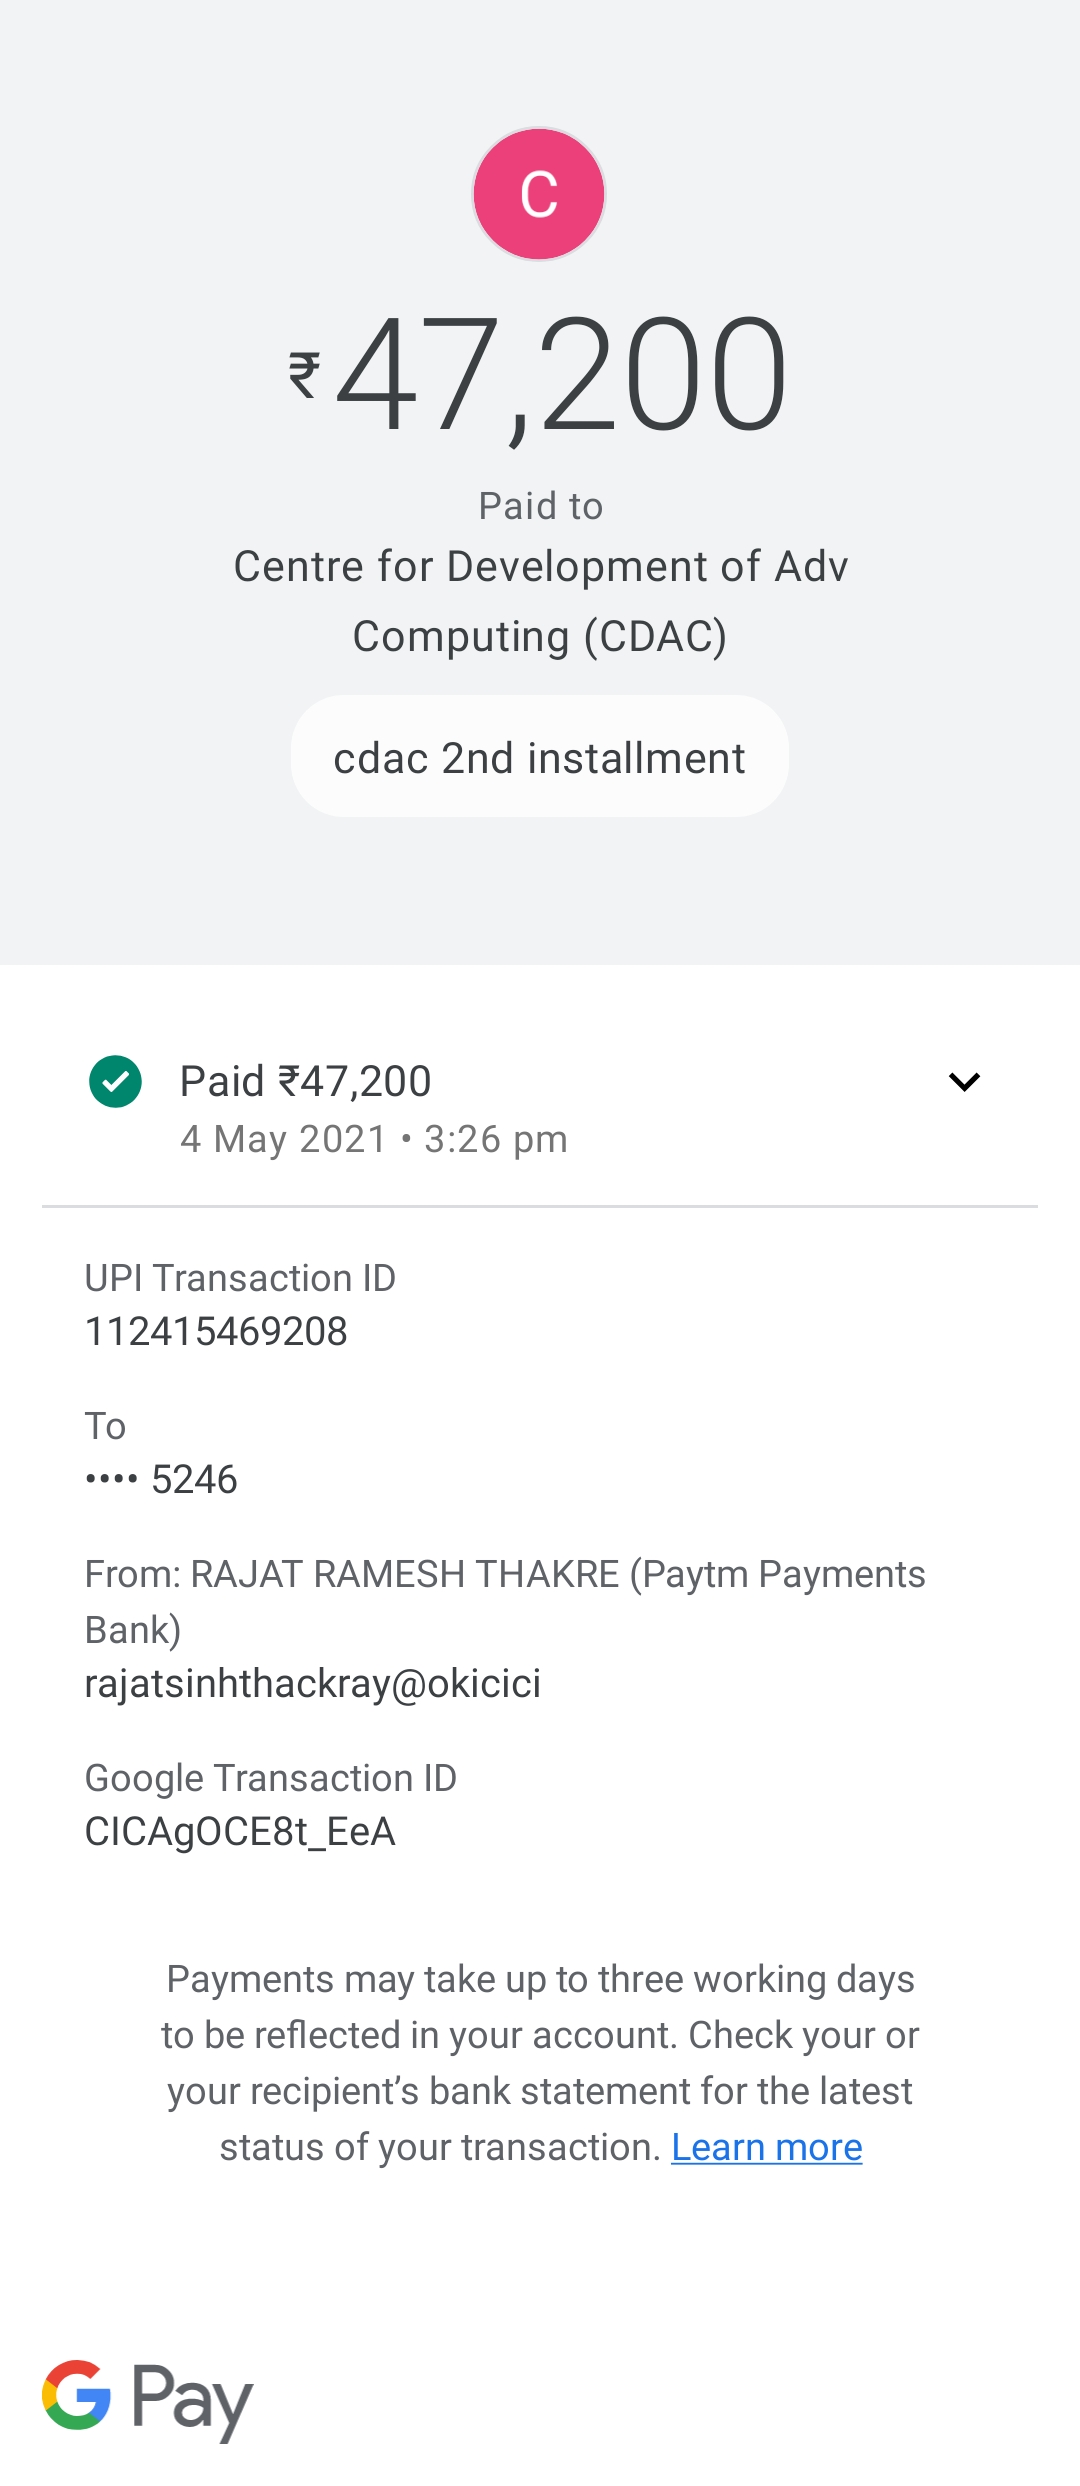 C
₹47,200
Paid to
Centre for Development of Adv
Computing (CDAC)
cdac 2nd installment
Paid ₹47,200
4 May 2021 • 3:26 pm
UPI Transaction ID
112415469208
To
•••• 5246
From: RAJAT RAMESH THAKRE (Paytm Payments
Bank)
rajatsinhthackray@okicici
Google Transaction ID
CICAgOCE8t_EeA
Payments may take up to three working days
to be reflected in your account. Check your or
your recipient’s bank statement for the latest
status of your transaction. Learn more
G Pay